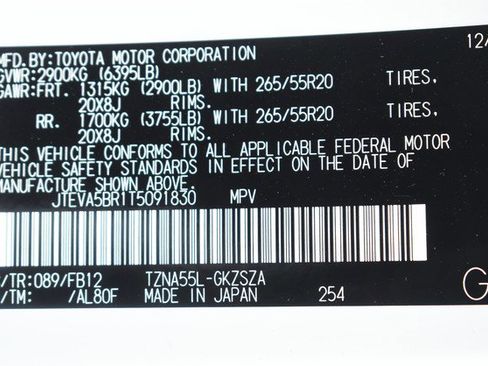 MFD.BY:TOYOTA MOTOR CORPORATION 12/
GVWR:2900KG (6395LB)
GAWR:FRT. 1315KG (2900LB) WITH 265/55R20 TIRES,
20X8J RIMS.
RR. 1700KG (3755LB) WITH 265/55R20 TIRES,
20X8J RIMS.
THIS VEHICLE CONFORMS TO ALL APPLICABLE FEDERAL MOTOR
VEHICLE SAFETY STANDARDS IN EFFECT ON THE DATE OF
MANUFACTURE SHOWN ABOVE.
JTEVA5BR1T5091830 MPV
/TR:089/FB12 TZNA55L-GKZSZA
/TM: /AL80F MADE IN JAPAN 254 G